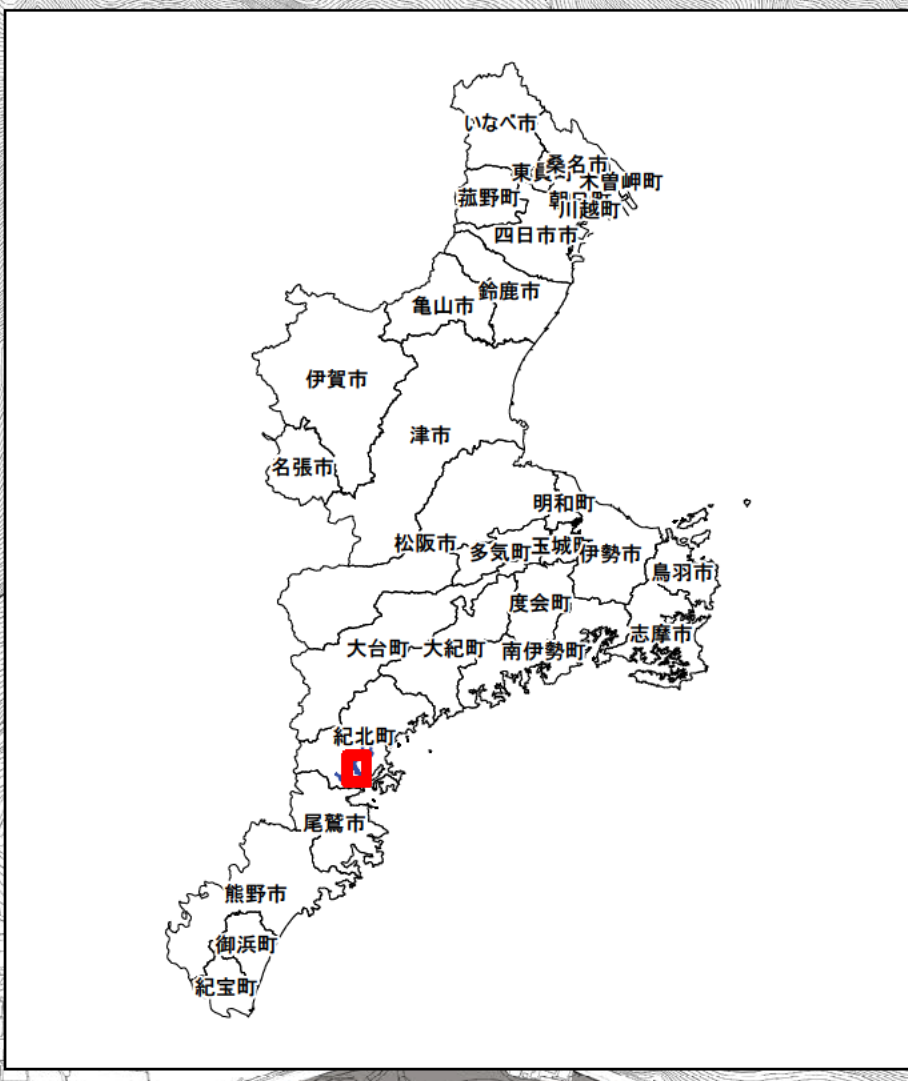 いなべ市
桑名市
東員町
木曽岬町
菰野町
朝日町
川越町
四日市市
鈴鹿市
亀山市
伊賀市
津市
名張市
明和町
松阪市
多気町
玉城町
伊勢市
鳥羽市
度会町
志摩市
大台町
大紀町
南伊勢町
紀北町
尾鷲市
熊野市
御浜町
紀宝町